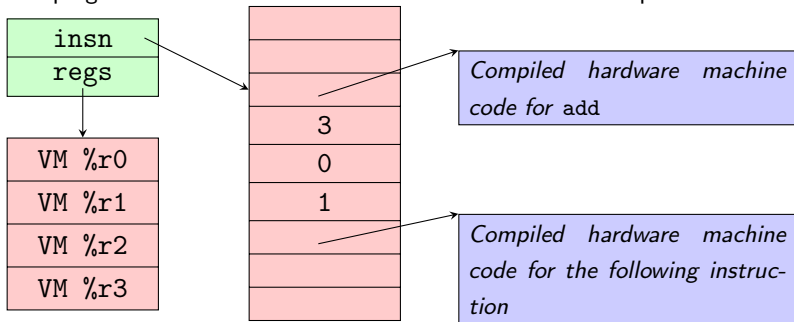 insn
regs
VM %r0
VM %r1
VM %r2
VM %r3
3
0
1
Compiled hardware machine
code for add
Compiled hardware machine
code for the following instruc-
tion